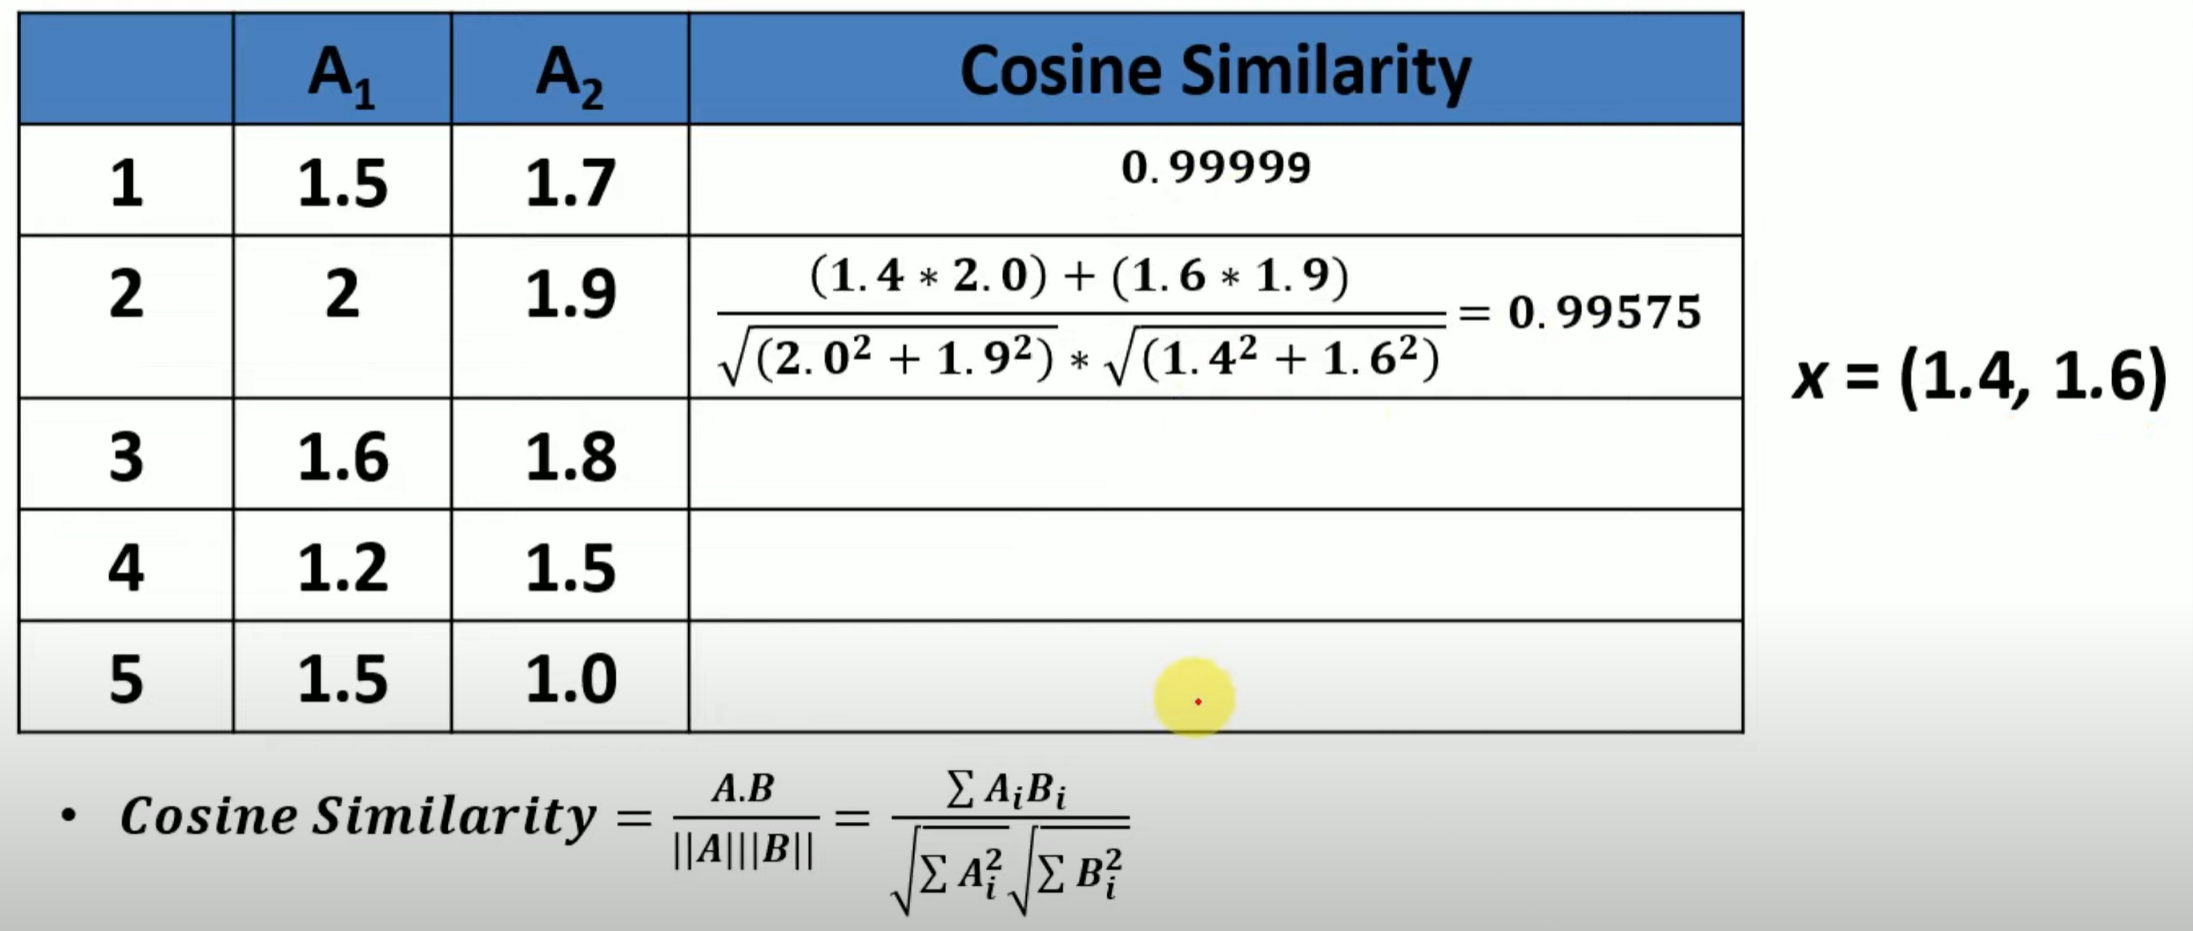 A₁ A₂ Cosine Similarity
1 1.5 1.7 0.99999
2 2 1.9 (1.4 * 2.0) + (1.6 * 1.9) / √(2.0² + 1.9²) * √(1.4² + 1.6²) = 0.99575
x = (1.4, 1.6)
3 1.6 1.8
4 1.2 1.5
5 1.5 1.0
• Cosine Similarity = A.B / ||A||||B|| = ∑ AᵢBᵢ / √∑ Aᵢ² √∑ Bᵢ²